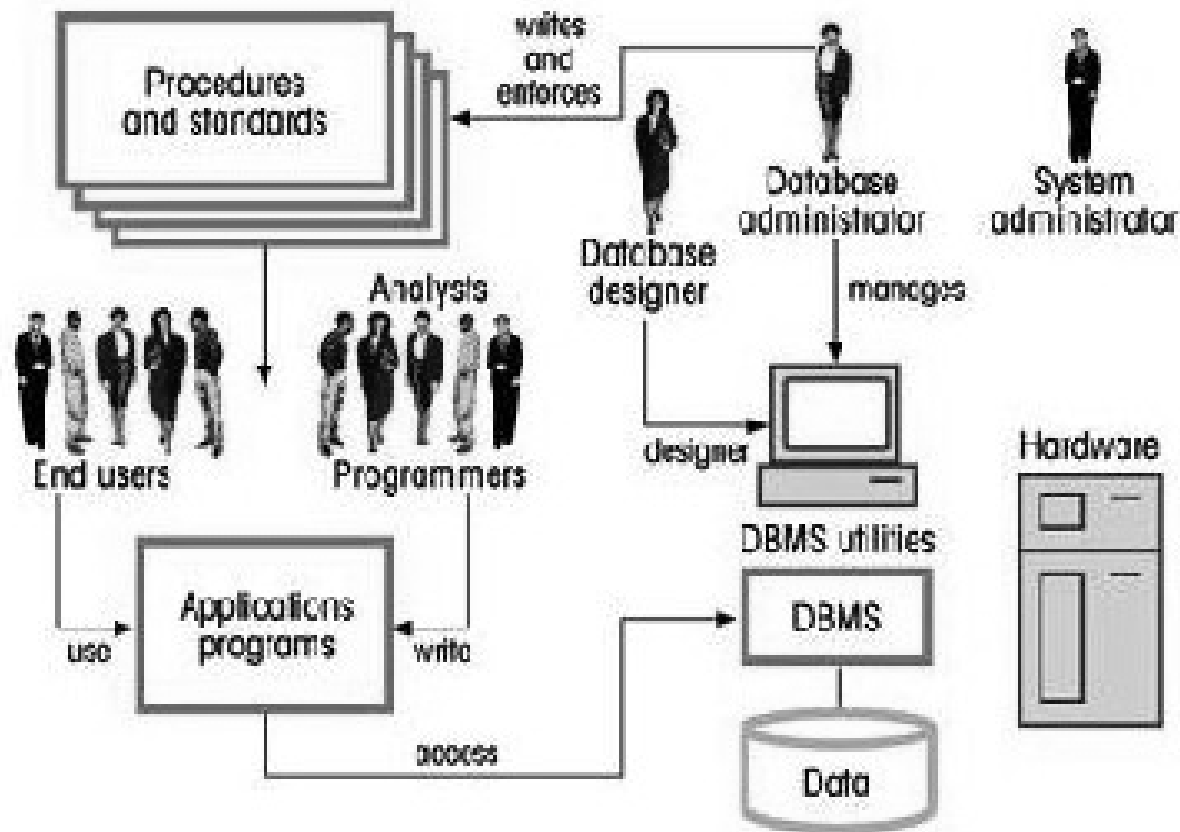 Procedures
and standards
writes
and
enforces
Database
designer
Database
administrator
System
administrator
manages
Analysts
End users
Programmers
designer
Hardware
DBMS utilities
Applications
programs
use
write
DBMS
access
Data